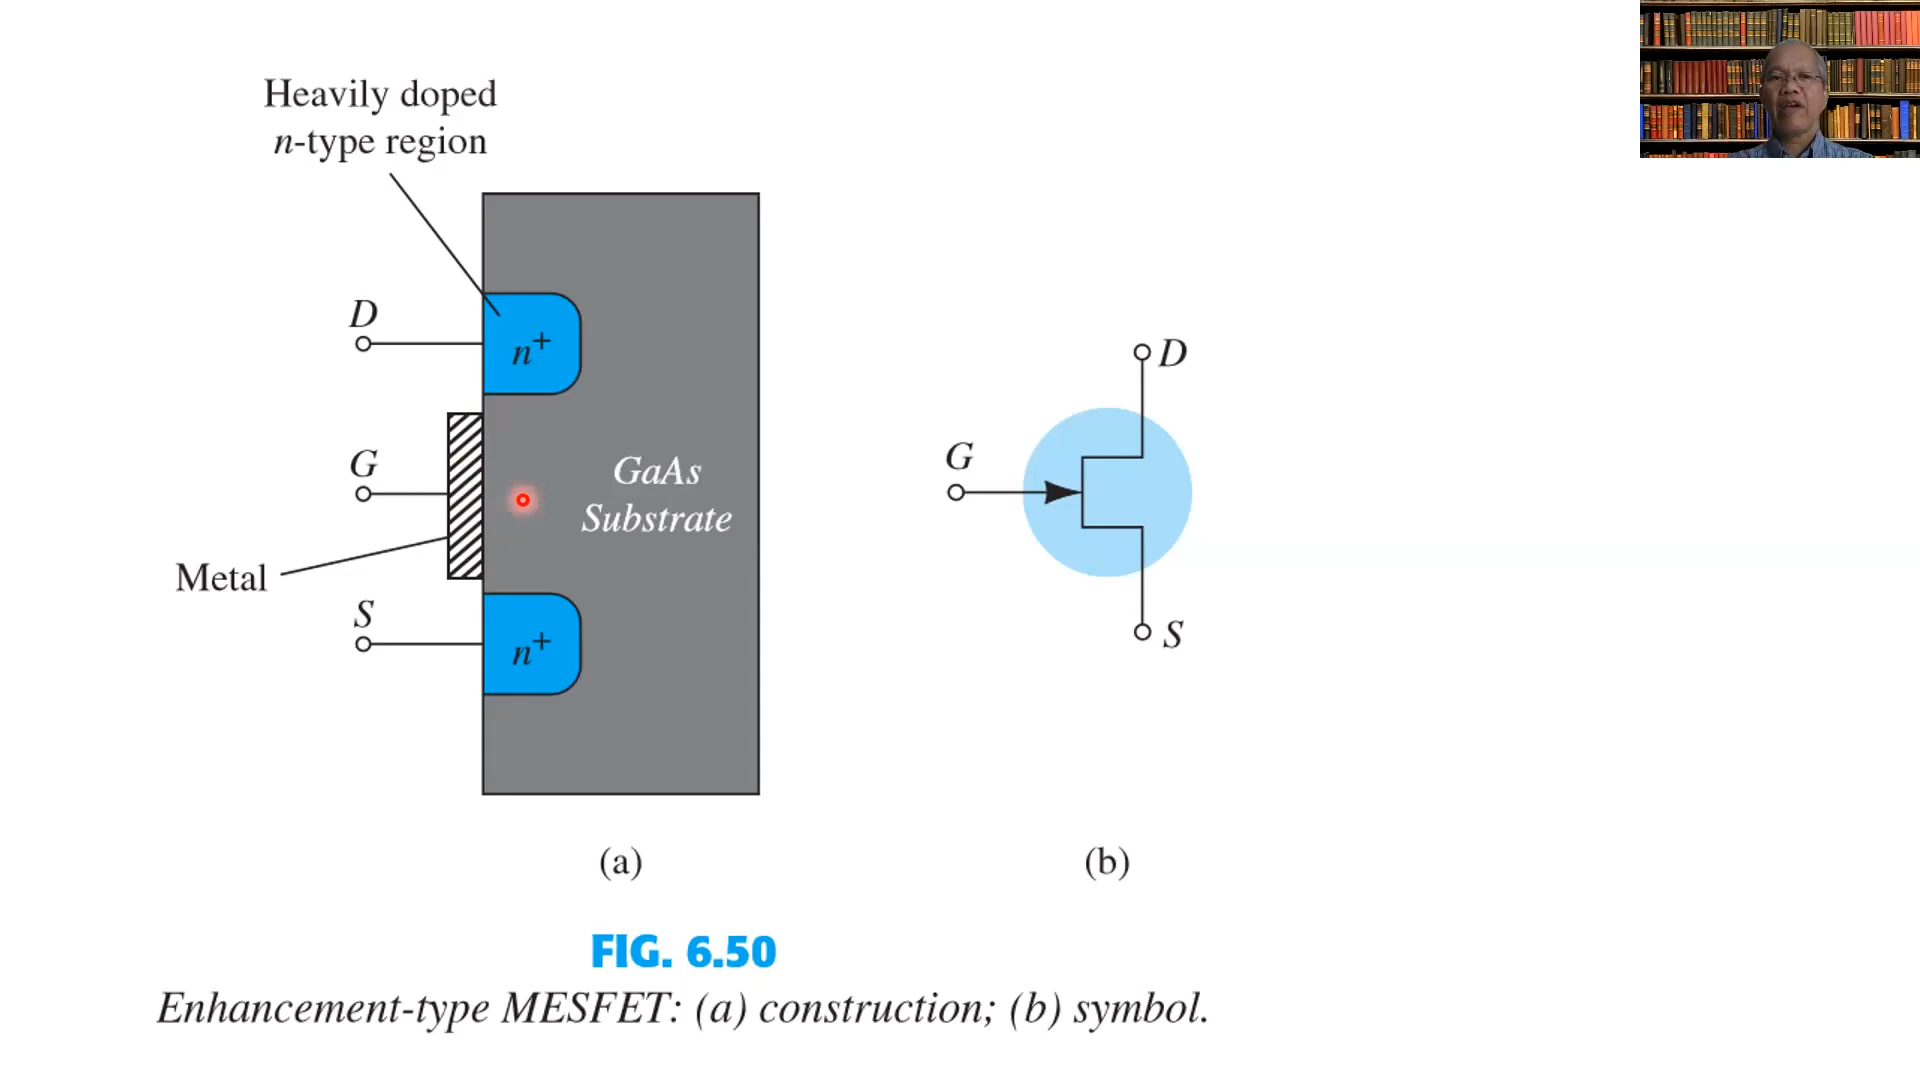 Heavily doped
n-type region
D
n+
G
GaAs
Substrate
Metal
S
n+
D
G
S
(a)
(b)
FIG. 6.50
Enhancement-type MESFET: (a) construction; (b) symbol.